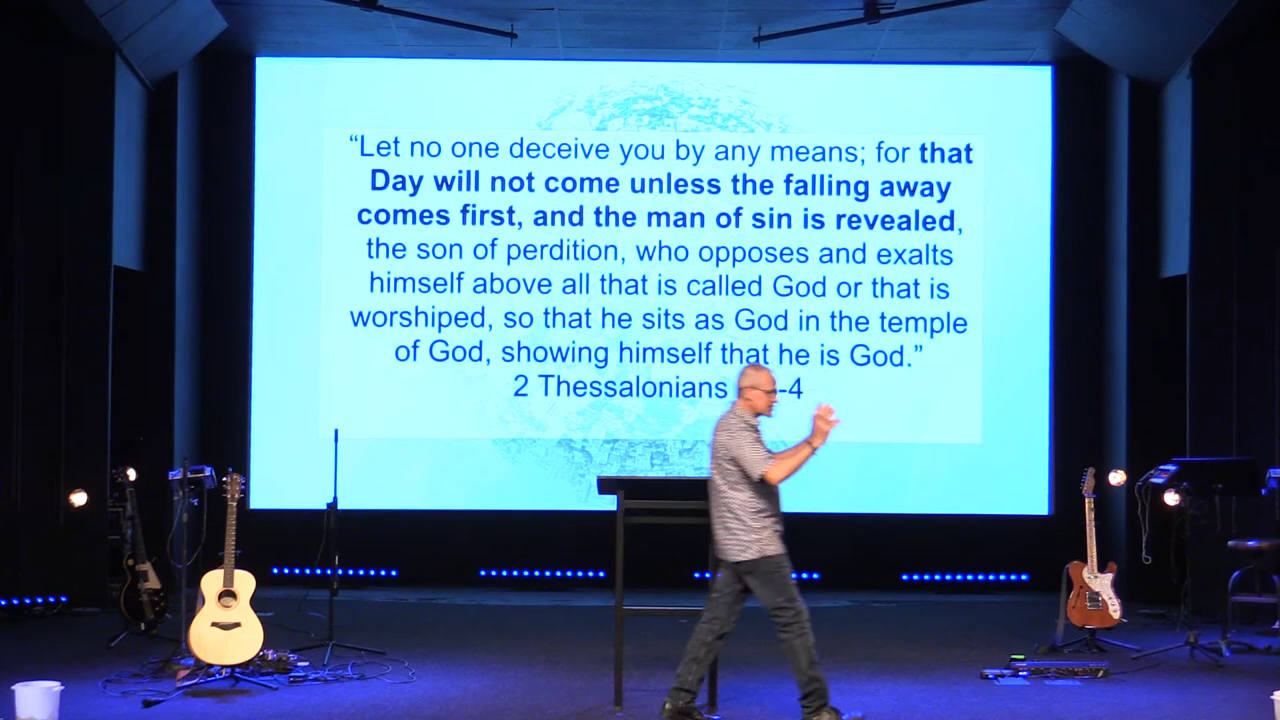 “Let no one deceive you by any means; for that
Day will not come unless the falling away
comes first, and the man of sin is revealed,
the son of perdition, who opposes and exalts
himself above all that is called God or that is
worshiped, so that he sits as God in the temple
of God, showing himself that he is God.”
2 Thessalonians -4